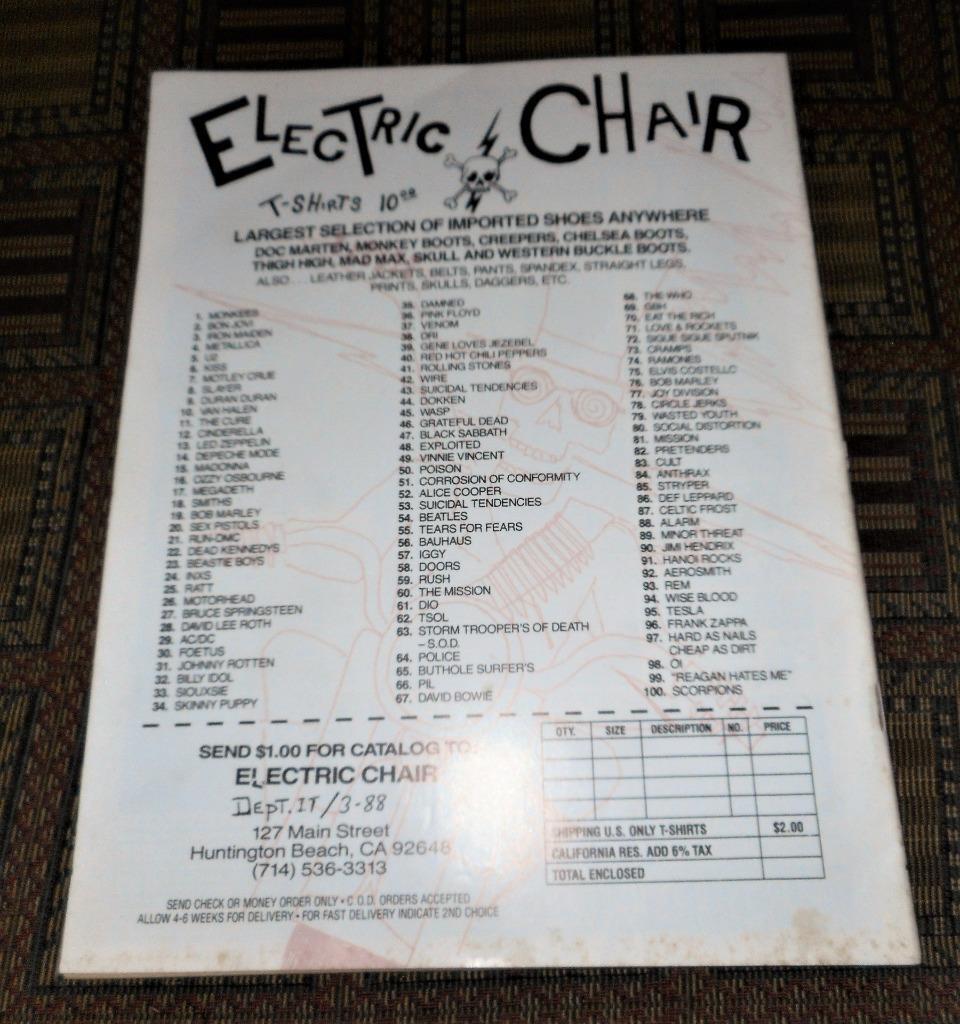 ELECTRIC CHAIR
T-SHIRTS 10.00
LARGEST SELECTION OF IMPORTED SHOES ANYWHERE
DOC MARTEN, MONKEY BOOTS, CREEPERS, CHELSEA BOOTS,
THIGH HIGH, MAD MAX, SKULL AND WESTERN BUCKLE BOOTS.
ALSO... LEATHER JACKETS, BELTS, PANTS, SPANDEX, STRAIGHT LEGS,
PRINTS, SKULLS, DAGGERS, ETC.
1. MONKEES
2. BON JOVI
3. IRON MAIDEN
4. METALLICA
5. U2
6. KISS
7. MOTLEY CRUE
8. SLAYER
9. DURAN DURAN
10. VAN HALEN
11. THE CURE
12. CINDERELLA
13. LED ZEPPELIN
14. DEPECHE MODE
15. MADONNA
16. OZZY OSBOURNE
17. MEGADETH
18. SMITHS
19. BOB MARLEY
20. SEX PISTOLS
21. RUN-DMC
22. DEAD KENNEDYS
23. BEASTIE BOYS
24. INXS
25. RATT
26. MOTORHEAD
27. BRUCE SPRINGSTEEN
28. DAVID LEE ROTH
29. AC/DC
30. FOETUS
31. JOHNNY ROTTEN
32. BILLY IDOL
33. SIOUXSIE
34. SKINNY PUPPY
35. DAMNED
36. PINK FLOYD
37. VENOM
38. DRI
39. GENE LOVES JEZEBEL
40. RED HOT CHILI PEPPERS
41. ROLLING STONES
42. WIRE
43. SUICIDAL TENDENCIES
44. DOKKEN
45. WASP
46. GRATEFUL DEAD
47. BLACK SABBATH
48. EXPLOITED
49. VINNIE VINCENT
50. POISON
51. CORROSION OF CONFORMITY
52. ALICE COOPER
53. SUICIDAL TENDENCIES
54. BEATLES
55. TEARS FOR FEARS
56. BAUHAUS
57. IGGY
58. DOORS
59. RUSH
60. THE MISSION
61. DIO
62. TSOL
63. STORM TROOPER'S OF DEATH
– S.O.D.
64. POLICE
65. BUTHOLE SURFER'S
66. PIL
67. DAVID BOWIE
68. THE WHO
69. GBH
70. EAT THE RICH
71. LOVE & ROCKETS
72. SIGUE SIGUE SPUTNIK
73. CRAMPS
74. RAMONES
75. ELVIS COSTELLO
76. BOB MARLEY
77. JOY DIVISION
78. CIRCLE JERKS
79. WASTED YOUTH
80. SOCIAL DISTORTION
81. MISSION
82. PRETENDERS
83. CULT
84. ANTHRAX
85. STRYPER
86. DEF LEPPARD
87. CELTIC FROST
88. ALARM
89. MINOR THREAT
90. JIMI HENDRIX
91. HANOI ROCKS
92. AEROSMITH
93. REM
94. WISE BLOOD
95. TESLA
96. FRANK ZAPPA
97. HARD AS NAILS
CHEAP AS DIRT
98. OI
99. "REAGAN HATES ME"
100. SCORPIONS
SEND $1.00 FOR CATALOG TO:
ELECTRIC CHAIR
DEPT. IT/3-88
127 Main Street
Huntington Beach, CA 92648
(714) 536-3313
SEND CHECK OR MONEY ORDER ONLY • C.O.D. ORDERS ACCEPTED
ALLOW 4-6 WEEKS FOR DELIVERY • FOR FAST DELIVERY INDICATE 2ND CHOICE
QTY. SIZE DESCRIPTION NO. PRICE
SHIPPING U.S. ONLY T-SHIRTS $2.00
CALIFORNIA RES. ADD 6% TAX
TOTAL ENCLOSED